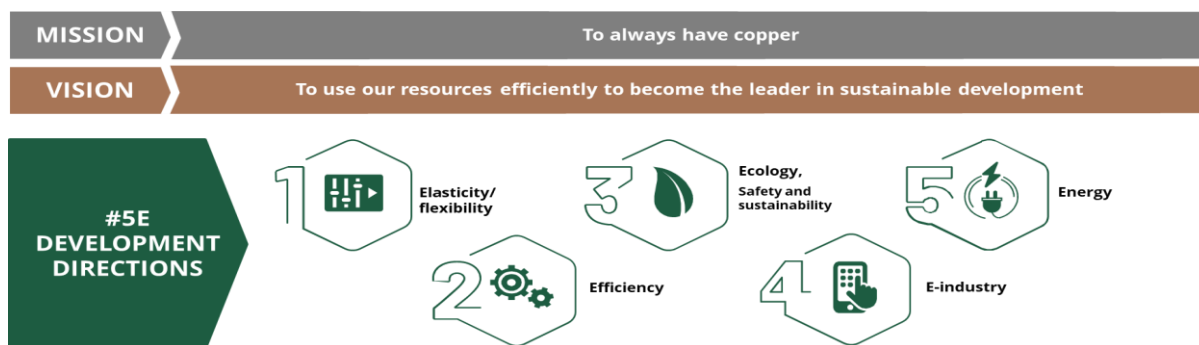 MISSION
To always have copper
VISION
To use our resources efficiently to become the leader in sustainable development
#5E
DEVELOPMENT
DIRECTIONS
1
Elasticity/
flexibility
2
Efficiency
3
Ecology,
Safety and
sustainability
4
E-industry
5
Energy